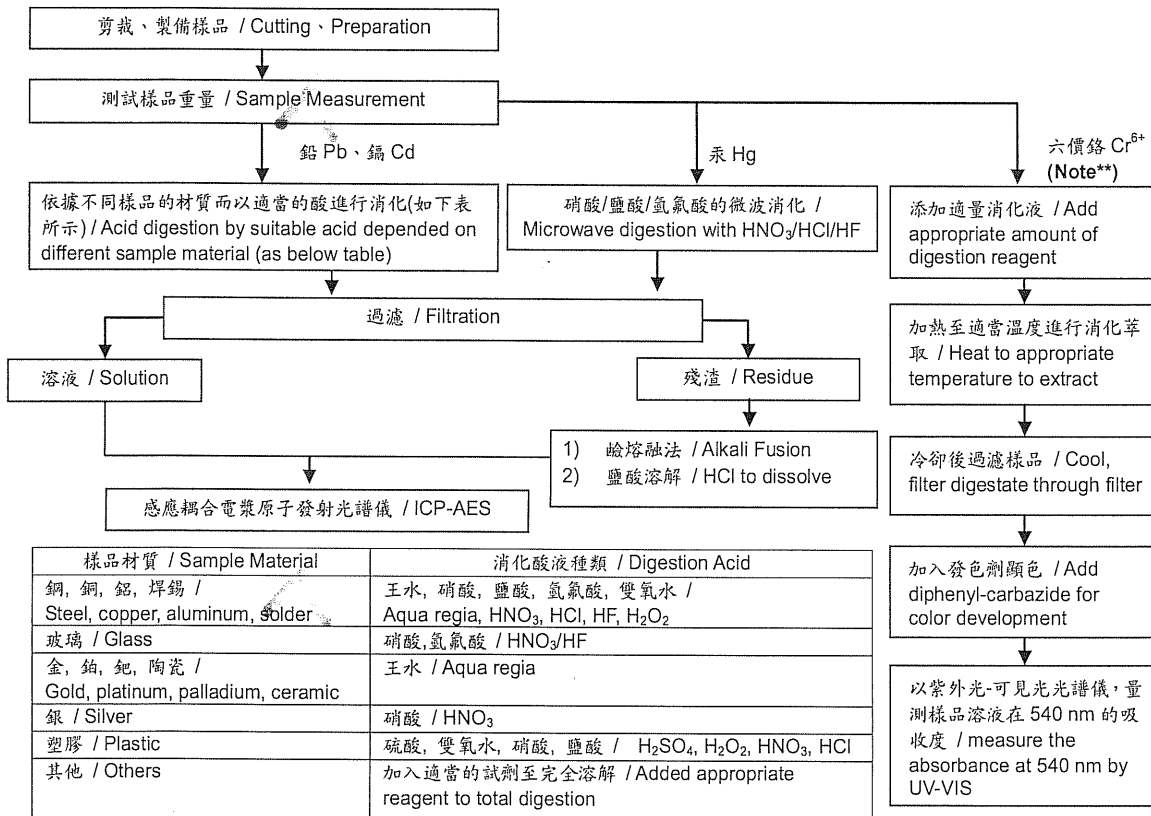 剪裁、製備樣品 / Cutting、Preparation
測試樣品重量 / Sample Measurement
鉛 Pb、鎘 Cd
汞 Hg
六價鉻 Cr⁶⁺
(Note**)
依據不同樣品的材質而以適當的酸進行消化(如下表
所示) / Acid digestion by suitable acid depended on
different sample material (as below table)
硝酸/鹽酸/氫氟酸的微波消化 /
Microwave digestion with HNO₃/HCl/HF
添加適量消化液 / Add
appropriate amount of
digestion reagent
過濾 / Filtration
加熱至適當溫度進行消化萃
取 / Heat to appropriate
temperature to extract
溶液 / Solution
殘渣 / Residue
1) 鹼熔融法 / Alkali Fusion
2) 鹽酸溶解 / HCl to dissolve
冷卻後過濾樣品 / Cool,
filter digestate through filter
感應耦合電漿原子發射光譜儀 / ICP-AES
加入發色劑顯色 / Add
diphenyl-carbazide for
color development
以紫外光-可見光光譜儀，量
測樣品溶液在 540 nm 的吸
收度 / measure the
absorbance at 540 nm by
UV-VIS
樣品材質 / Sample Material 消化酸液種類 / Digestion Acid
鋼, 銅, 鋁, 焊錫 / 王水, 硝酸, 鹽酸, 氫氟酸, 雙氧水 /
Steel, copper, aluminum, solder Aqua regia, HNO₃, HCl, HF, H₂O₂
玻璃 / Glass 硝酸,氫氟酸 / HNO₃/HF
金, 鉑, 鈀, 陶瓷 / 王水 / Aqua regia
Gold, platinum, palladium, ceramic
銀 / Silver 硝酸 / HNO₃
塑膠 / Plastic 硫酸, 雙氧水, 硝酸, 鹽酸 / H₂SO₄, H₂O₂, HNO₃, HCl
其他 / Others 加入適當的試劑至完全溶解 / Added appropriate
reagent to total digestion